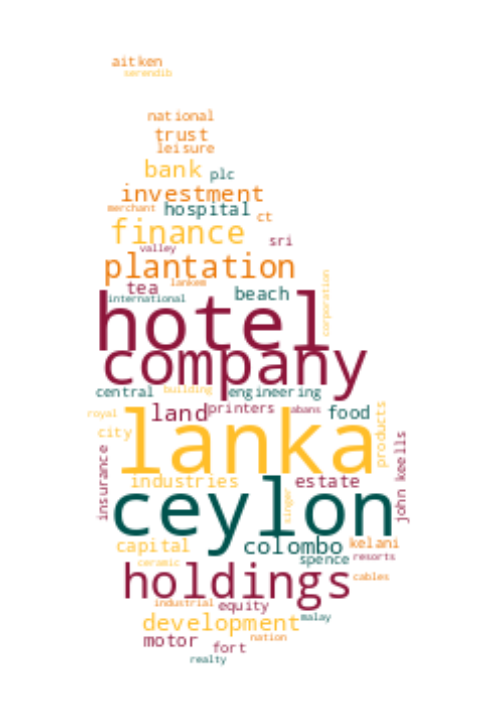 aitken
serendib
national
trust
leisure
bank plc
investment
merchant hospital ct
finance sri
valley
plantation
lankem
tea beach
international
corporation
hotel
company
central building engineering
royal land printers abans food
lanka
city
products
insurance
john keells
industries estate
singer
ceylon
capital colombo kelani
ceramic spence resorts
holdings cables
industrial equity
development malay
motor nation
fort
realty